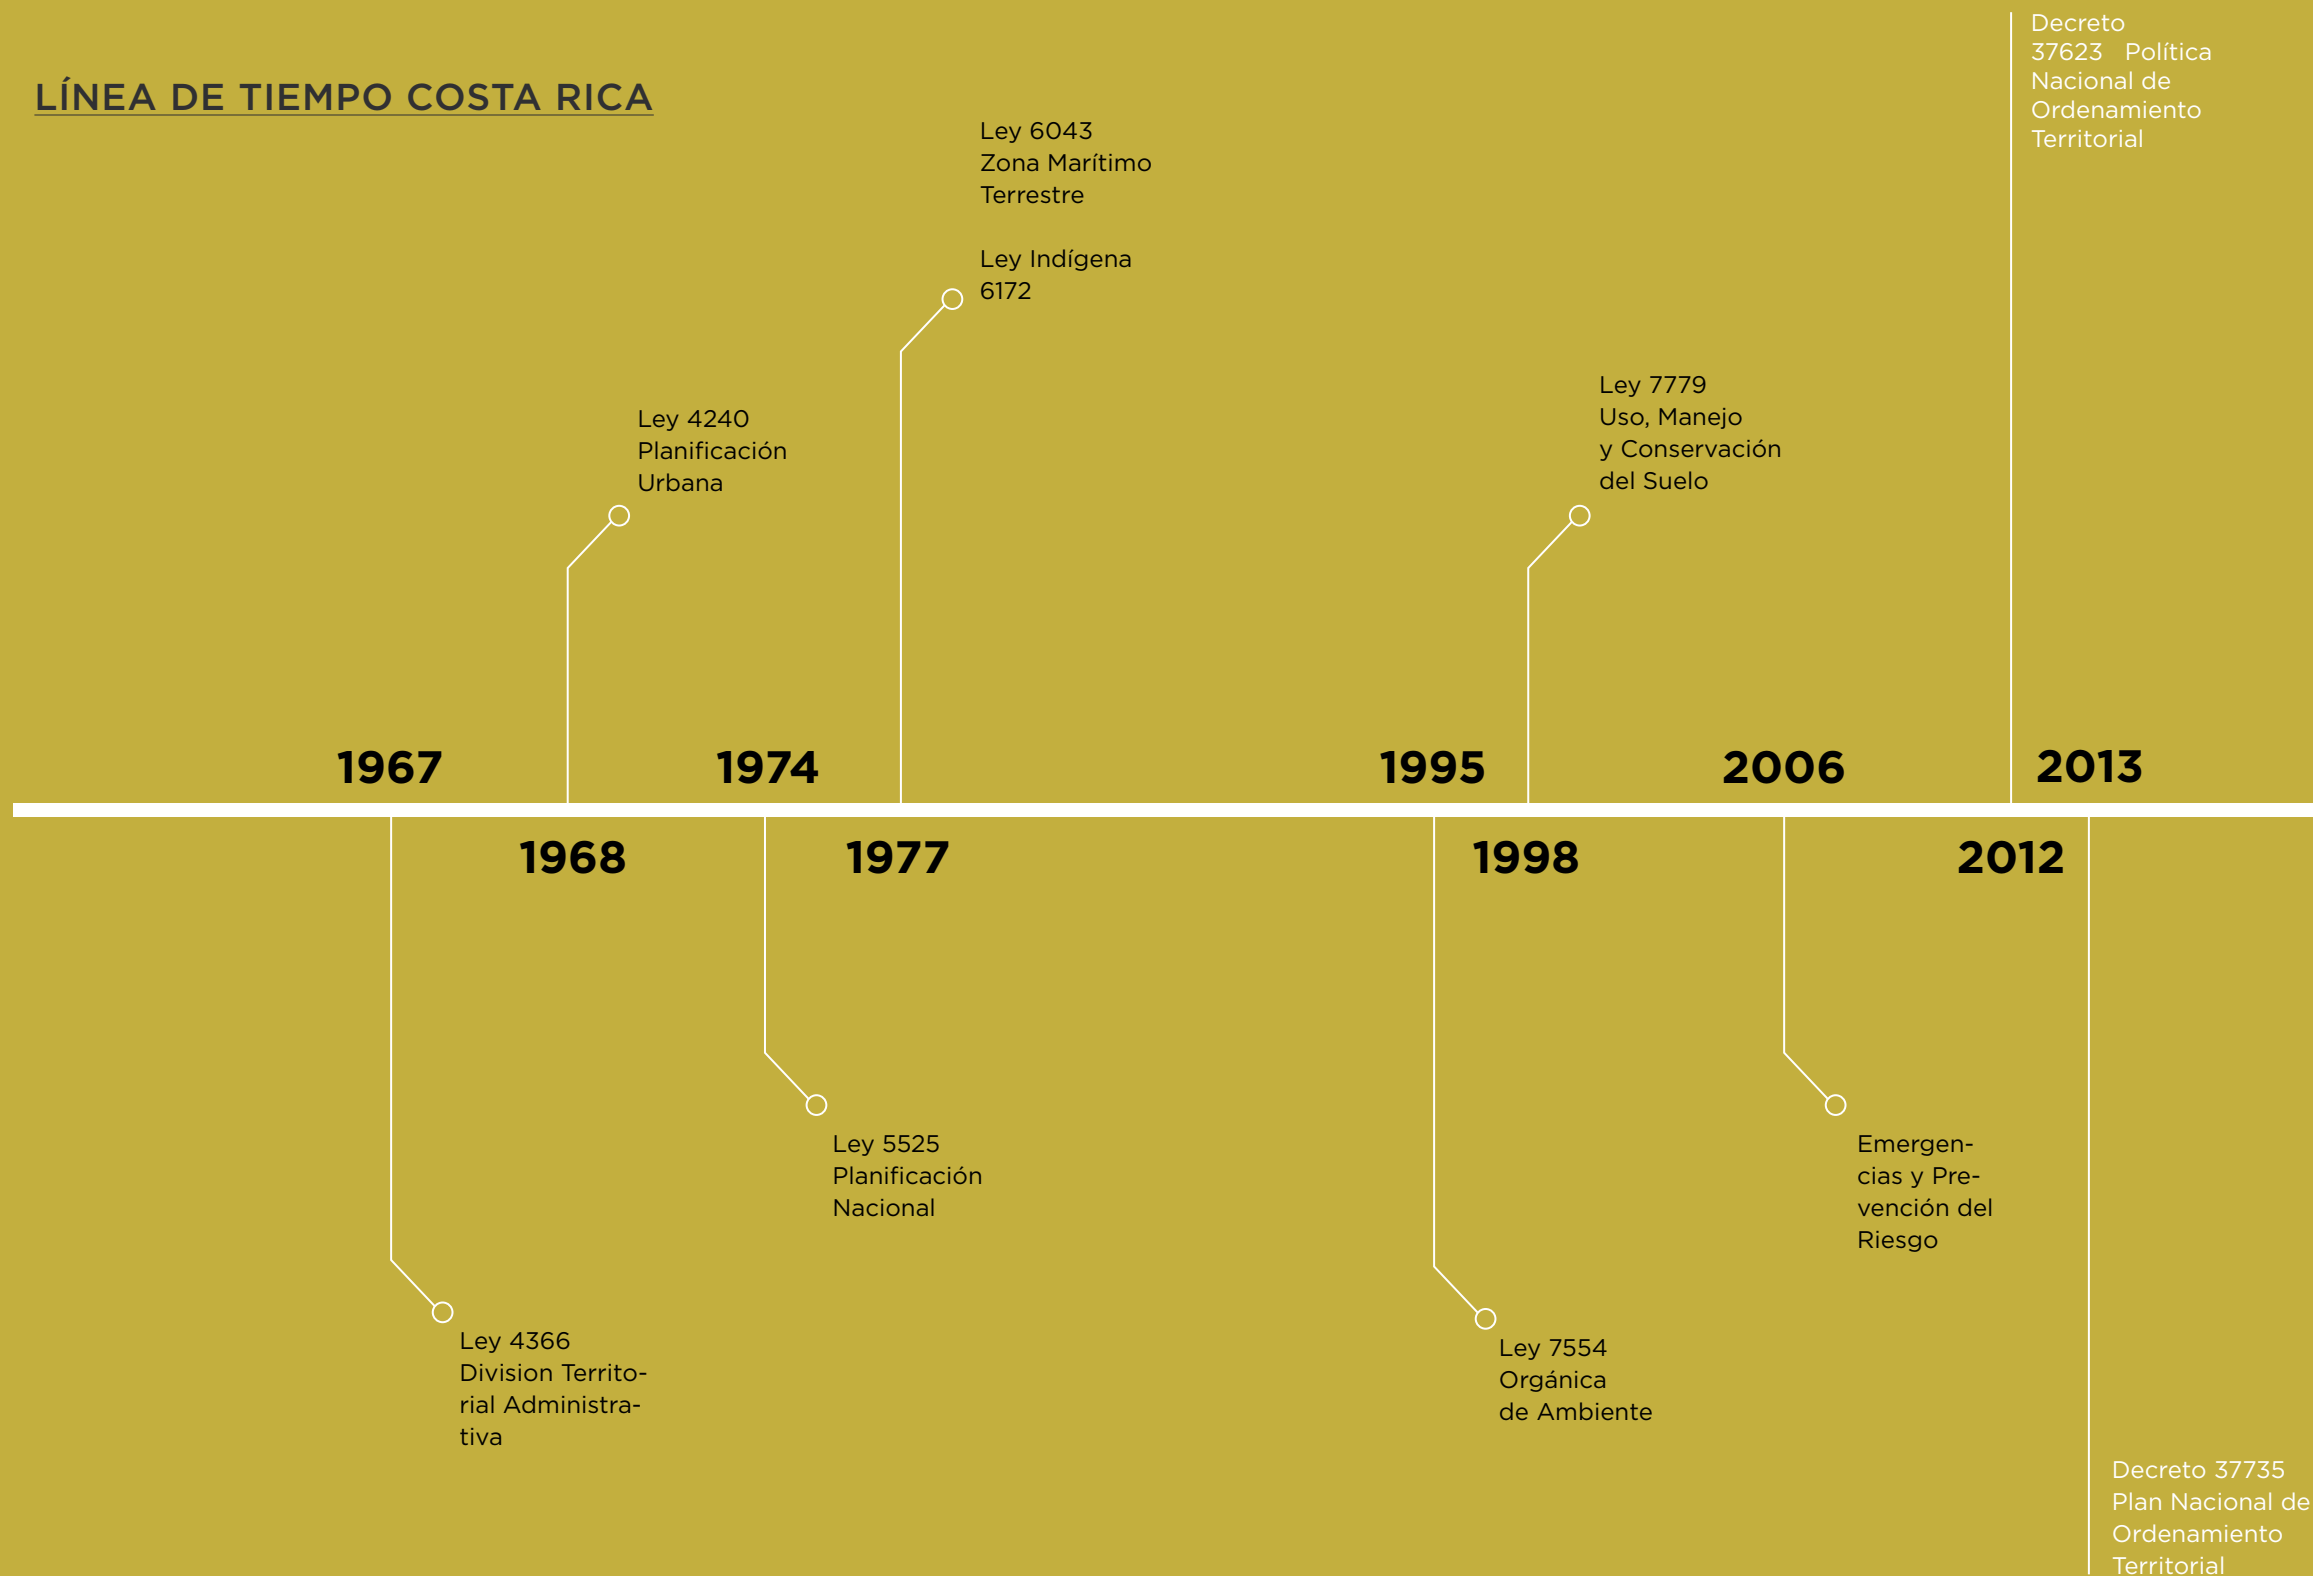 LÍNEA DE TIEMPO COSTA RICA
Decreto
37623 Política
Nacional de
Ordenamiento
Territorial
Ley 6043
Zona Marítimo
Terrestre
Ley Indígena
6172
Ley 4240
Planificación
Urbana
Ley 7779
Uso, Manejo
y Conservación
del Suelo
1967
1974
1995
2006
2013
1968
1977
1998
2012
Ley 5525
Planificación
Nacional
Emergen-
cias y Pre-
vención del
Riesgo
Ley 4366
Division Territo-
rial Administra-
tiva
Ley 7554
Orgánica
de Ambiente
Decreto 37735
Plan Nacional de
Ordenamiento
Territorial